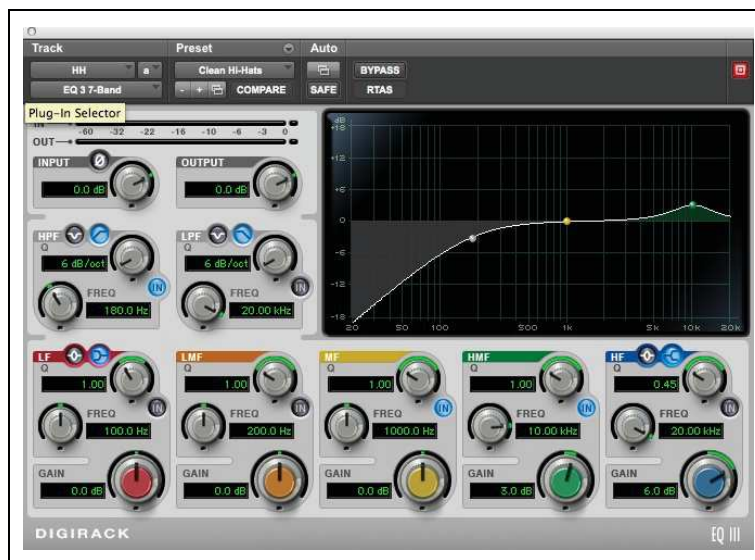 Track Preset Auto
HH a Clean Hi-Hats BYPASS
EQ 3 7-Band - + COMPARE SAFE RTAS
Plug-In Selector
IN -60 -32 -22 -16 -10 -6 -3 0
OUT
INPUT Ø OUTPUT
0.0 dB 0.0 dB
HPF LPF
Q Q
6 dB/oct 6 dB/oct
IN IN
FREQ FREQ
180.0 Hz 20.00 kHz
dB
+18
+12
+6
0
-6
-12
-18
20 50 100 500 1k 5k 10k 20k
LF LMF MF HMF HF
Q Q Q Q Q
1.00 1.00 1.00 1.00 0.45
FREQ IN FREQ IN FREQ IN FREQ IN FREQ IN
100.0 Hz 200.0 Hz 1000.0 Hz 10.00 kHz 20.00 kHz
GAIN GAIN GAIN GAIN GAIN
0.0 dB 0.0 dB 0.0 dB 3.0 dB 6.0 dB
DIGIRACK EQ III